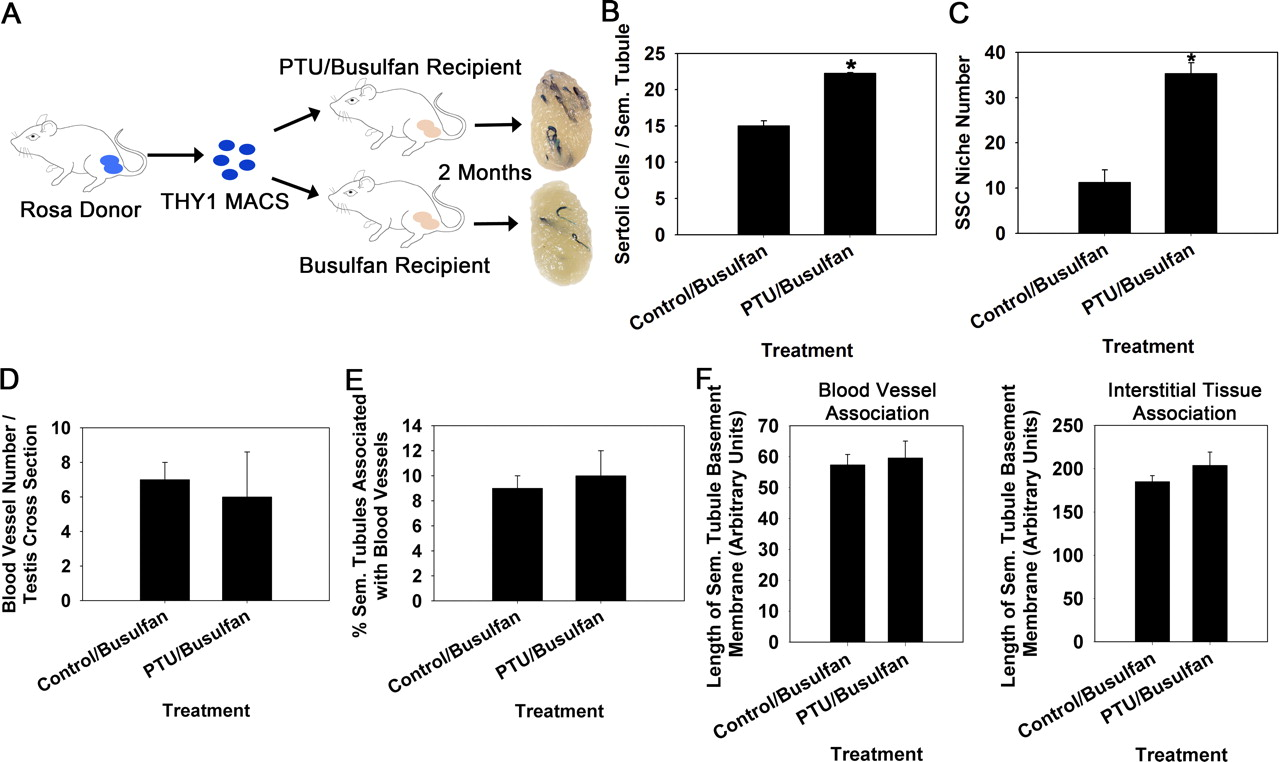 A
Rosa Donor
THY1 MACS
PTU/Busulfan Recipient
2 Months
Busulfan Recipient
B
Sertoli Cells / Sem. Tubule
25
20
15
10
5
0
*
Control/Busulfan
PTU/Busulfan
Treatment
C
SSC Niche Number
40
30
20
10
0
*
Control/Busulfan
PTU/Busulfan
Treatment
D
Blood Vessel Number /
Testis Cross Section
10
8
6
4
2
0
Control/Busulfan
PTU/Busulfan
Treatment
E
% Sem. Tubules Associated
with Blood Vessels
14
12
10
8
6
4
2
0
Control/Busulfan
PTU/Busulfan
Treatment
F
Blood Vessel
Association
Length of Sem. Tubule Basement
Membrane (Arbitrary Units)
70
60
50
40
30
20
10
0
Control/Busulfan
PTU/Busulfan
Treatment
Interstitial Tissue
Association
Length of Sem. Tubule Basement
Membrane (Arbitrary Units)
250
200
150
100
50
0
Control/Busulfan
PTU/Busulfan
Treatment